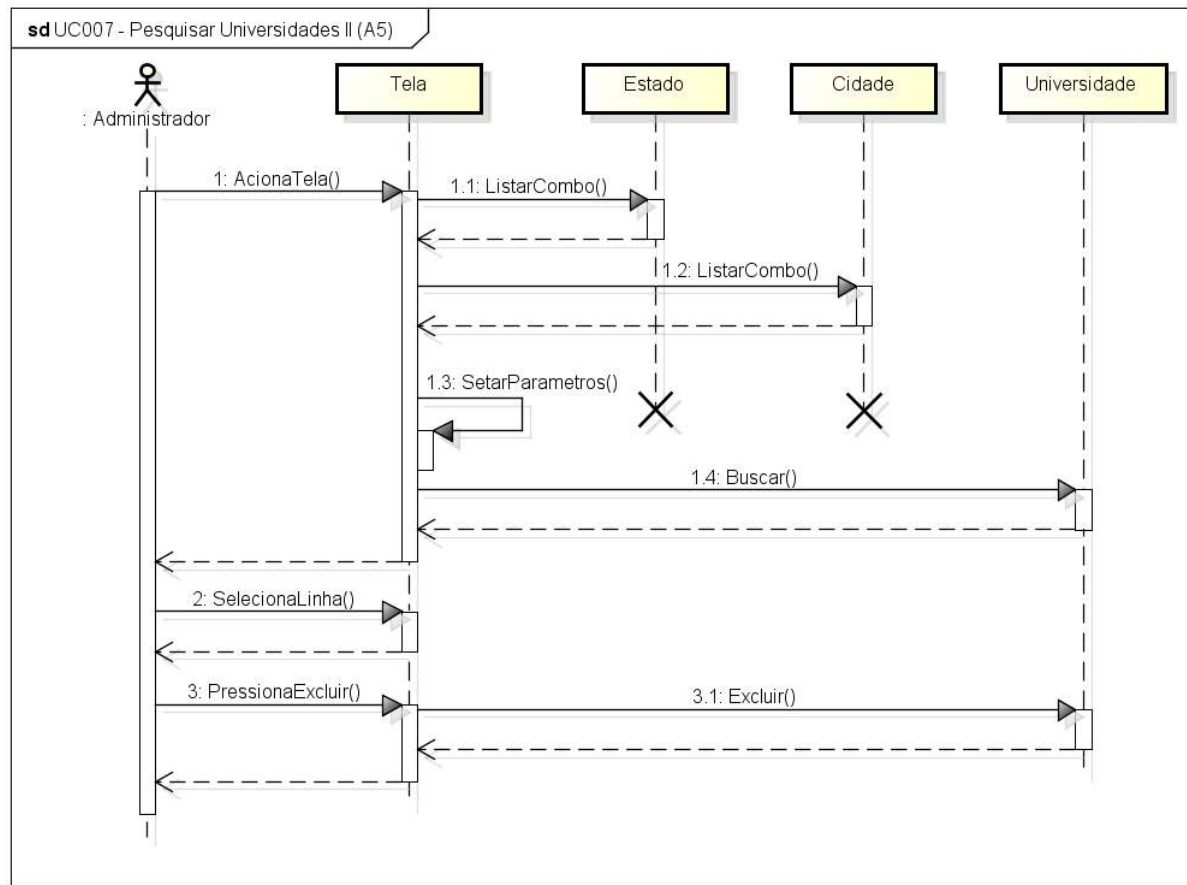 sd UC007 - Pesquisar Universidades II (A5)
: Administrador
Tela
Estado
Cidade
Universidade
1: AcionaTela()
1.1: ListarCombo()
1.2: ListarCombo()
1.3: SetarParametros()
1.4: Buscar()
2: SelecionaLinha()
3: PressionaExcluir()
3.1: Excluir()